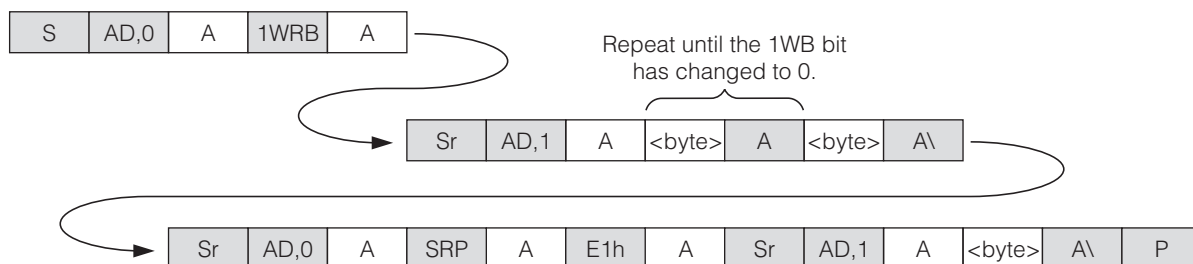 S AD,0 A 1WRB A
Repeat until the 1WB bit
has changed to 0.
Sr AD,1 A <byte> A <byte> A\
Sr AD,0 A SRP A E1h A Sr AD,1 A <byte> A\ P